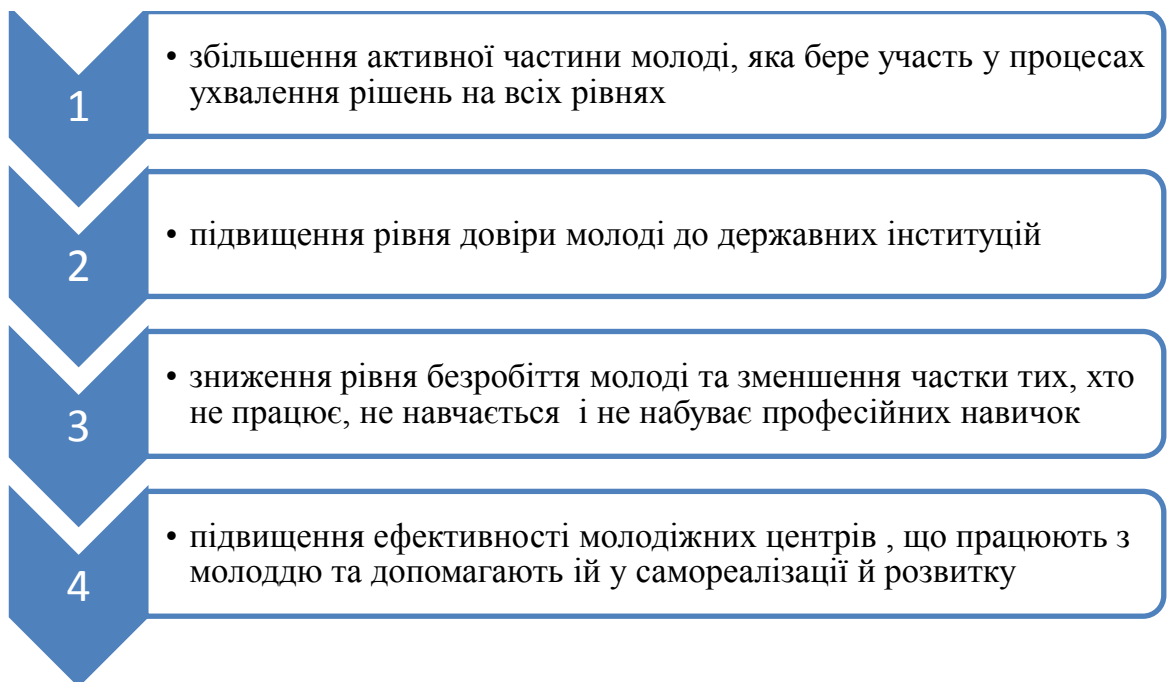 1
• збільшення активної частини молоді, яка бере участь у процесах
ухвалення рішень на всіх рівнях
2
• підвищення рівня довіри молоді до державних інституцій
3
• зниження рівня безробіття молоді та зменшення частки тих, хто
не працює, не навчається  і не набуває професійних навичок
4
• підвищення ефективності молодіжних центрів , що працюють з
молоддю та допомагають ій у самореалізації й розвитку